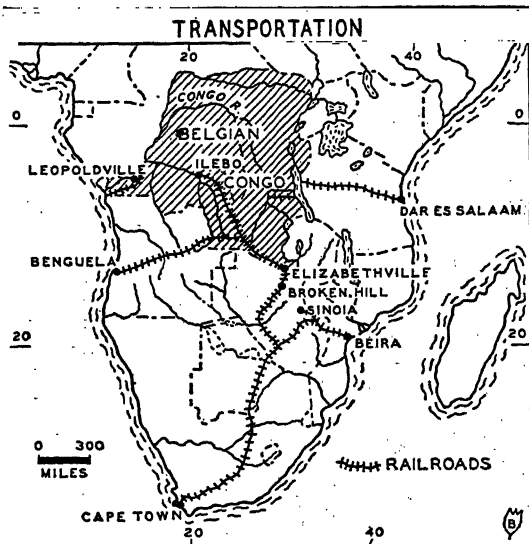 TRANSPORTATION
20
40
CONGO R.
0
0
BELGIAN
ILEBO
LEOPOLDVILLE
CONGO
DAR ES SALAAM
BENGUELA
ELIZABETHVILLE
BROKEN HILL
SINOIA
20
20
BEIRA
0 300
MILES
RAILROADS
CAPE TOWN
20
40
B